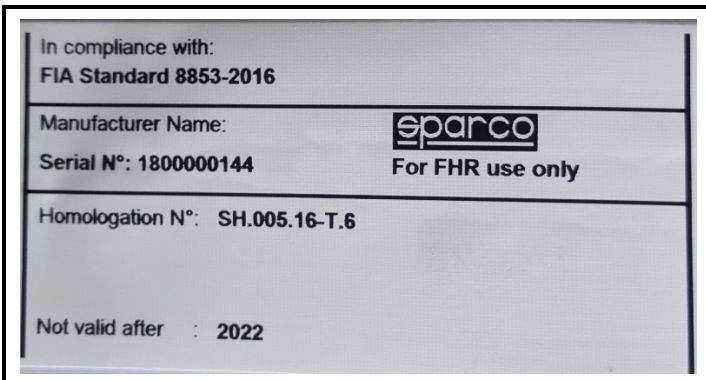 In compliance with:
FIA Standard 8853-2016
Manufacturer Name:
sparco
Serial N°: 1800000144
For FHR use only
Homologation N°: SH.005.16-T.6
Not valid after : 2022